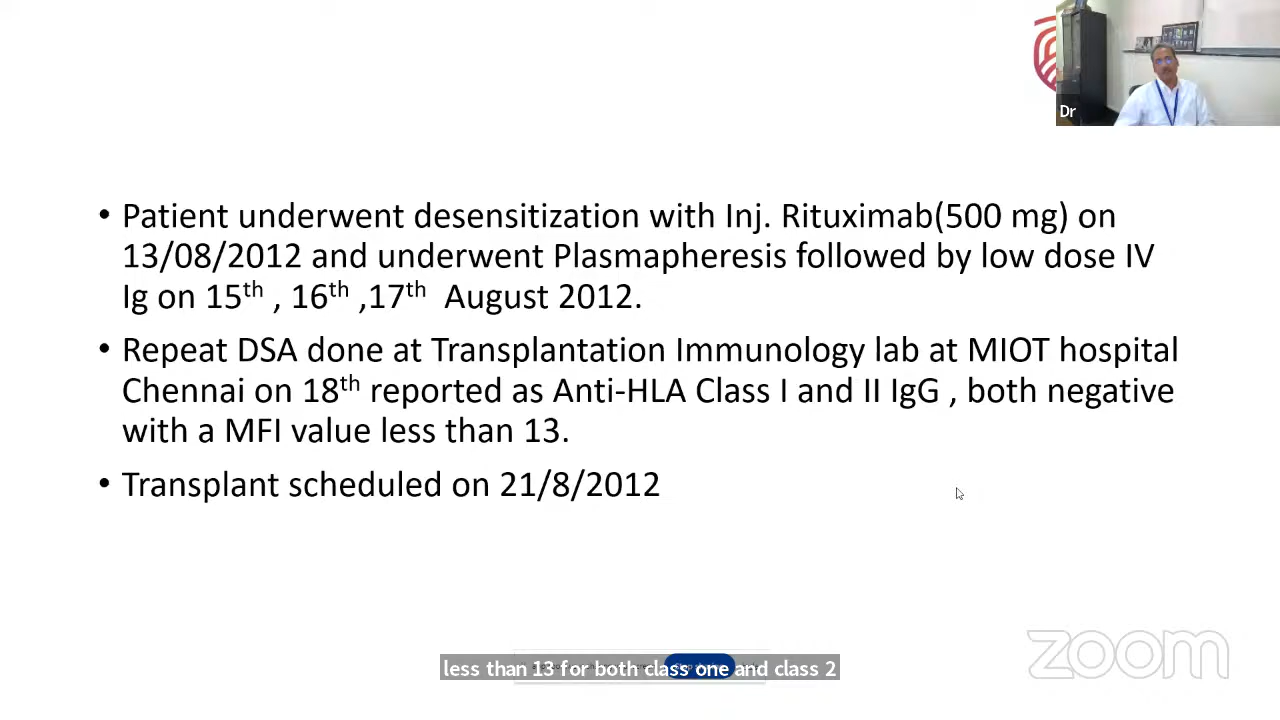 Dr
• Patient underwent desensitization with Inj. Rituximab(500 mg) on
13/08/2012 and underwent Plasmapheresis followed by low dose IV
Ig on 15th , 16th ,17th August 2012.
• Repeat DSA done at Transplantation Immunology lab at MIOT hospital
Chennai on 18th reported as Anti-HLA Class I and II IgG , both negative
with a MFI value less than 13.
• Transplant scheduled on 21/8/2012
zoom
less than 13 for both class one and class 2